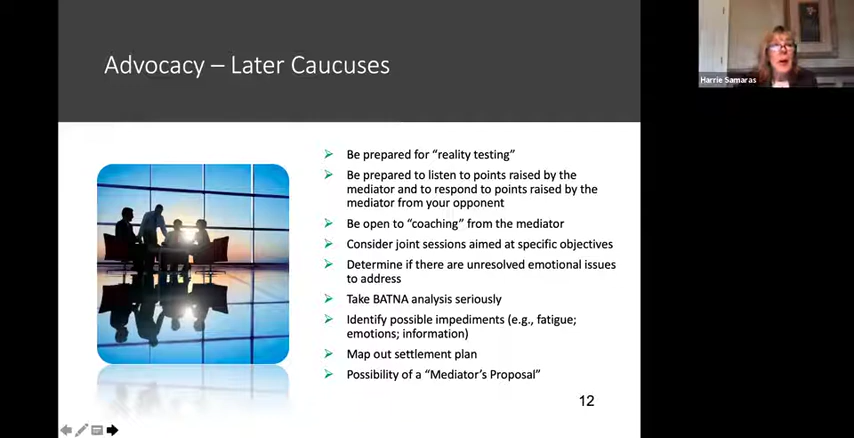 Advocacy – Later Caucuses
Harrie Samaras
Be prepared for “reality testing”
Be prepared to listen to points raised by the
mediator and to respond to points raised by the
mediator from your opponent
Be open to “coaching” from the mediator
Consider joint sessions aimed at specific objectives
Determine if there are unresolved emotional issues
to address
Take BATNA analysis seriously
Identify possible impediments (e.g., fatigue;
emotions; information)
Map out settlement plan
Possibility of a “Mediator’s Proposal”
12